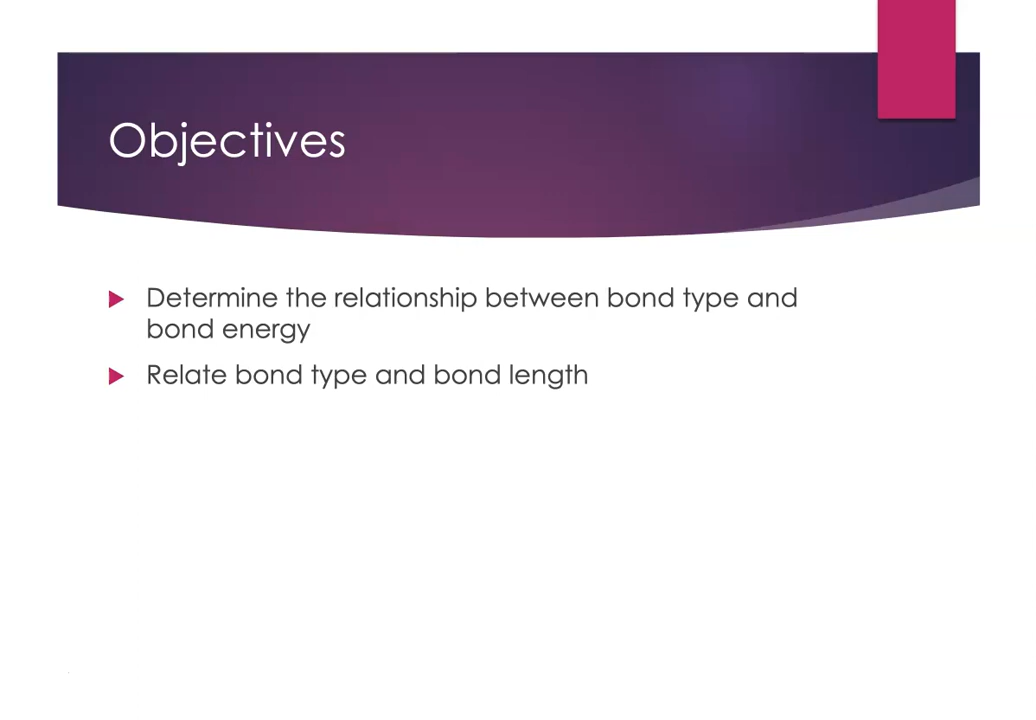 Objectives
Determine the relationship between bond type and
bond energy
Relate bond type and bond length